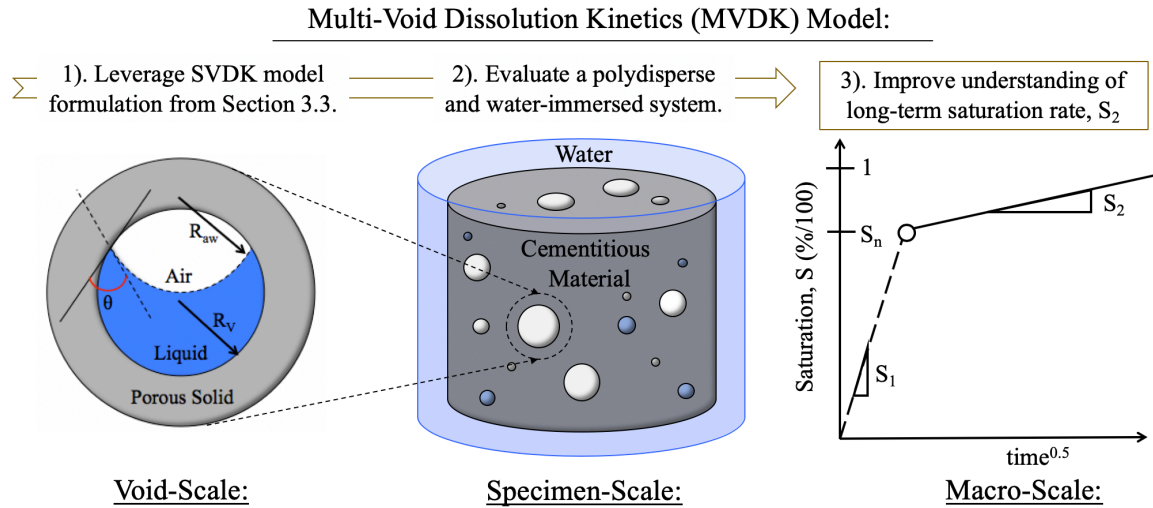 Multi-Void Dissolution Kinetics (MVDK) Model:
1). Leverage SVDK model
formulation from Section 3.3.
2). Evaluate a polydisperse
and water-immersed system.
3). Improve understanding of
long-term saturation rate, S₂
R_aw
Air
θ
R_V
Liquid
Porous Solid
Void-Scale:
Water
Cementitious
Material
Specimen-Scale:
Saturation, S (%/100)
1
Sₙ
S₂
S₁
time⁰·⁵
Macro-Scale: